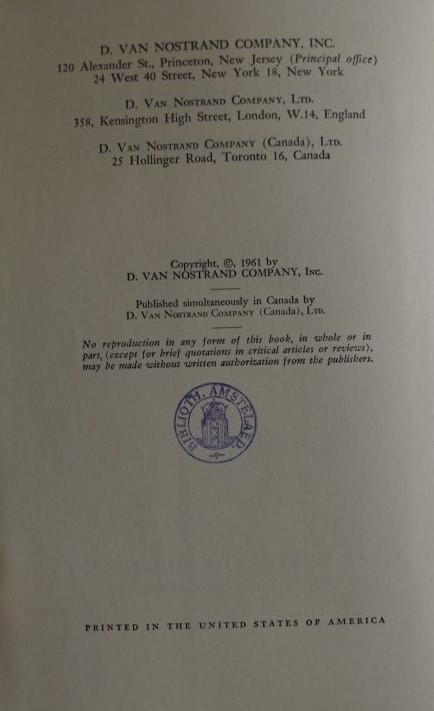 D. VAN NOSTRAND COMPANY, INC.
120 Alexander St., Princeton, New Jersey (Principal office)
24 West 40 Street, New York 18, New York
D. VAN NOSTRAND COMPANY, LTD.
358, Kensington High Street, London, W.14, England
D. VAN NOSTRAND COMPANY (Canada), LTD.
25 Hollinger Road, Toronto 16, Canada
Copyright, ©, 1961 by
D. VAN NOSTRAND COMPANY, INC.
Published simultaneously in Canada by
D. VAN NOSTRAND COMPANY (Canada), LTD.
No reproduction in any form of this book, in whole or in
part, (except for brief quotations in critical articles or reviews),
may be made without written authorization from the publishers.
BIBLIOTH. AMSTELAED.
PRINTED IN THE UNITED STATES OF AMERICA